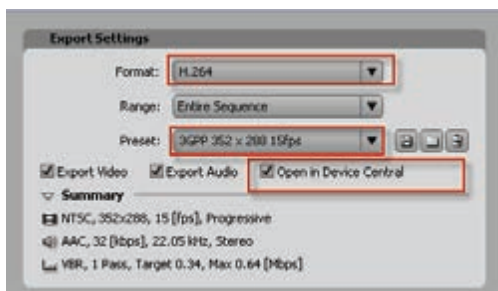 Export Settings
Format: H.264
Range: Entire Sequence
Preset: 3GPP 352 x 288 15fps
Export Video Export Audio Open in Device Central
Summary
NTSC, 352x288, 15 [fps], Progressive
AAC, 32 [kbps], 22.05 kHz, Stereo
VBR, 1 Pass, Target 0.34, Max 0.64 [Mbps]